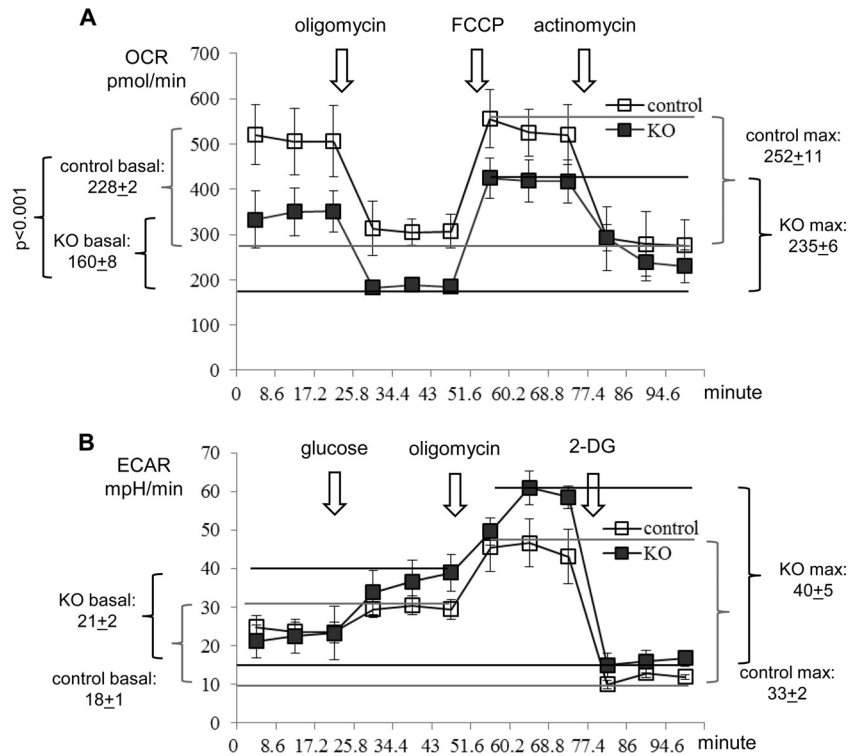 A
oligomycin FCCP actinomycin
OCR
pmol/min
700
600
500
400
300
200
100
0
control
KO
p<0.001
control basal:
228±2
KO basal:
160±8
control max:
252±11
KO max:
235±6
0 8.6 17.2 25.8 34.4 43 51.6 60.2 68.8 77.4 86 94.6 minute
B
glucose oligomycin 2-DG
ECAR
mpH/min
70
60
50
40
30
20
10
0
control
KO
KO basal:
21±2
control basal:
18±1
KO max:
40±5
control max:
33±2
0 8.6 17.2 25.8 34.4 43 51.6 60.2 68.8 77.4 86 94.6 minute